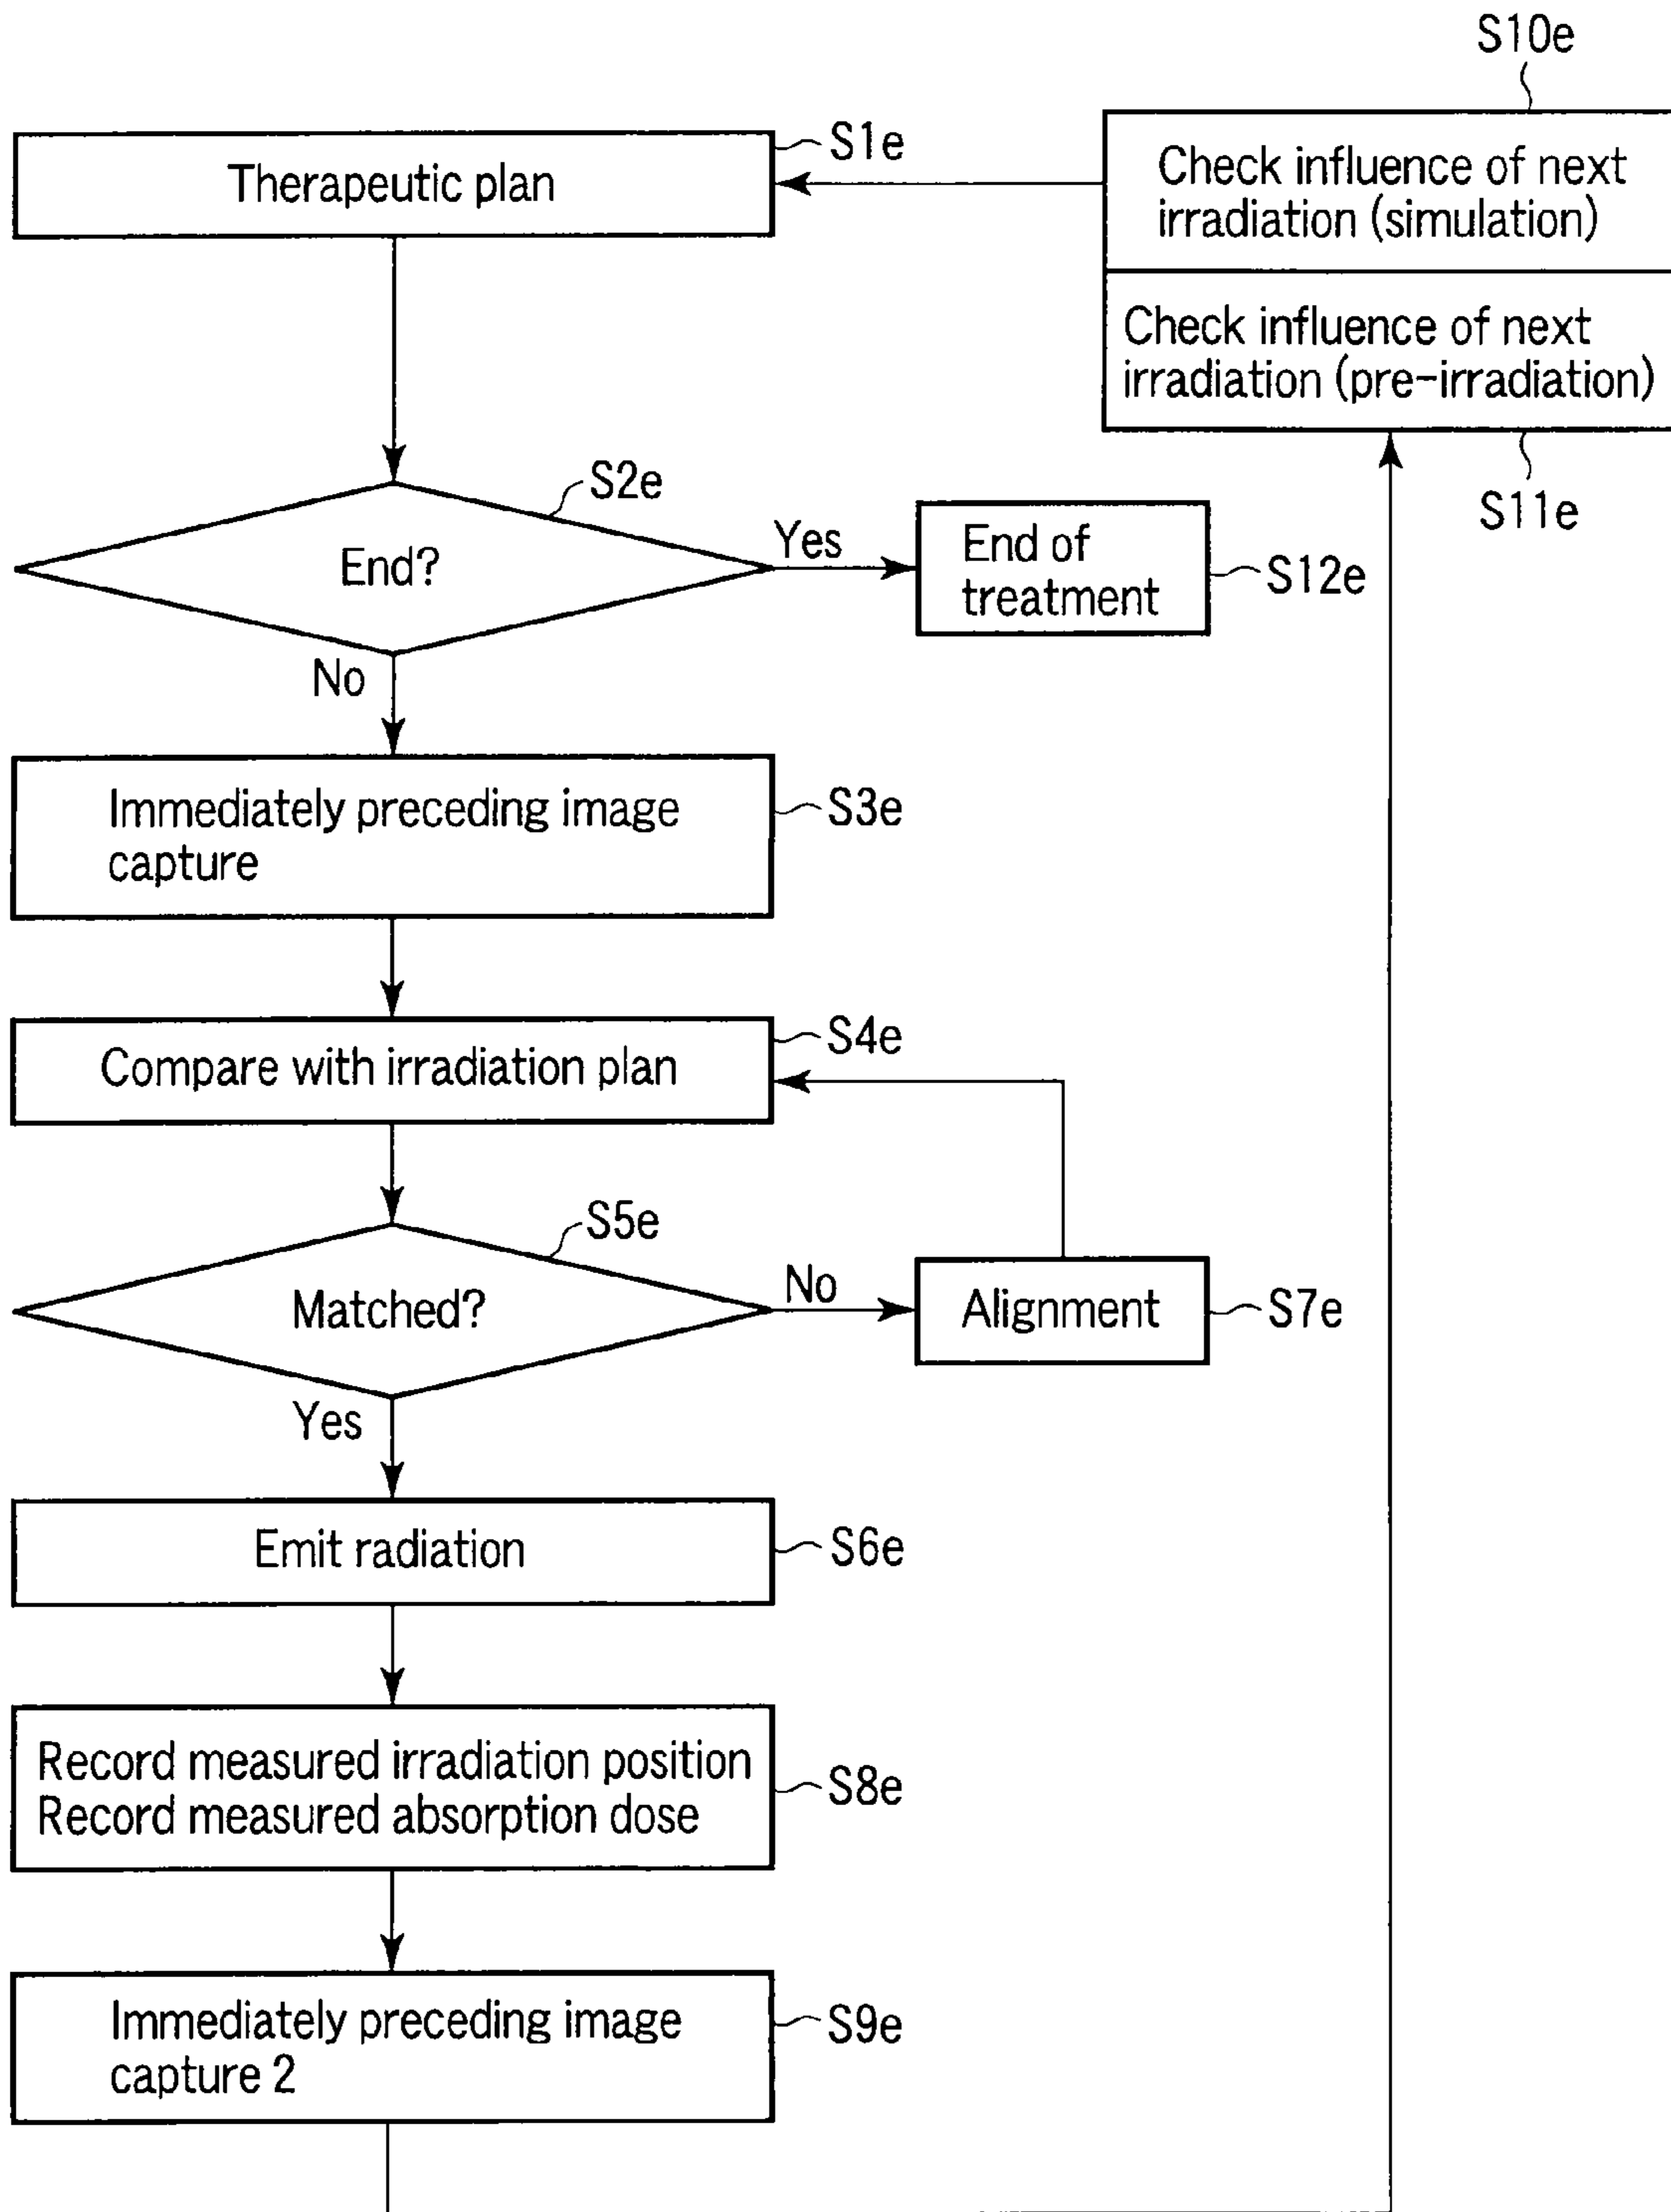 S10e
S1e
Therapeutic plan
Check influence of next
irradiation (simulation)
Check influence of next
irradiation (pre-irradiation)
S11e
S2e
End?
Yes
End of
treatment
S12e
No
Immediately preceding image
capture
S3e
Compare with irradiation plan
S4e
S5e
Matched?
No
Alignment
S7e
Yes
Emit radiation
S6e
Record measured irradiation position
Record measured absorption dose
S8e
Immediately preceding image
capture 2
S9e